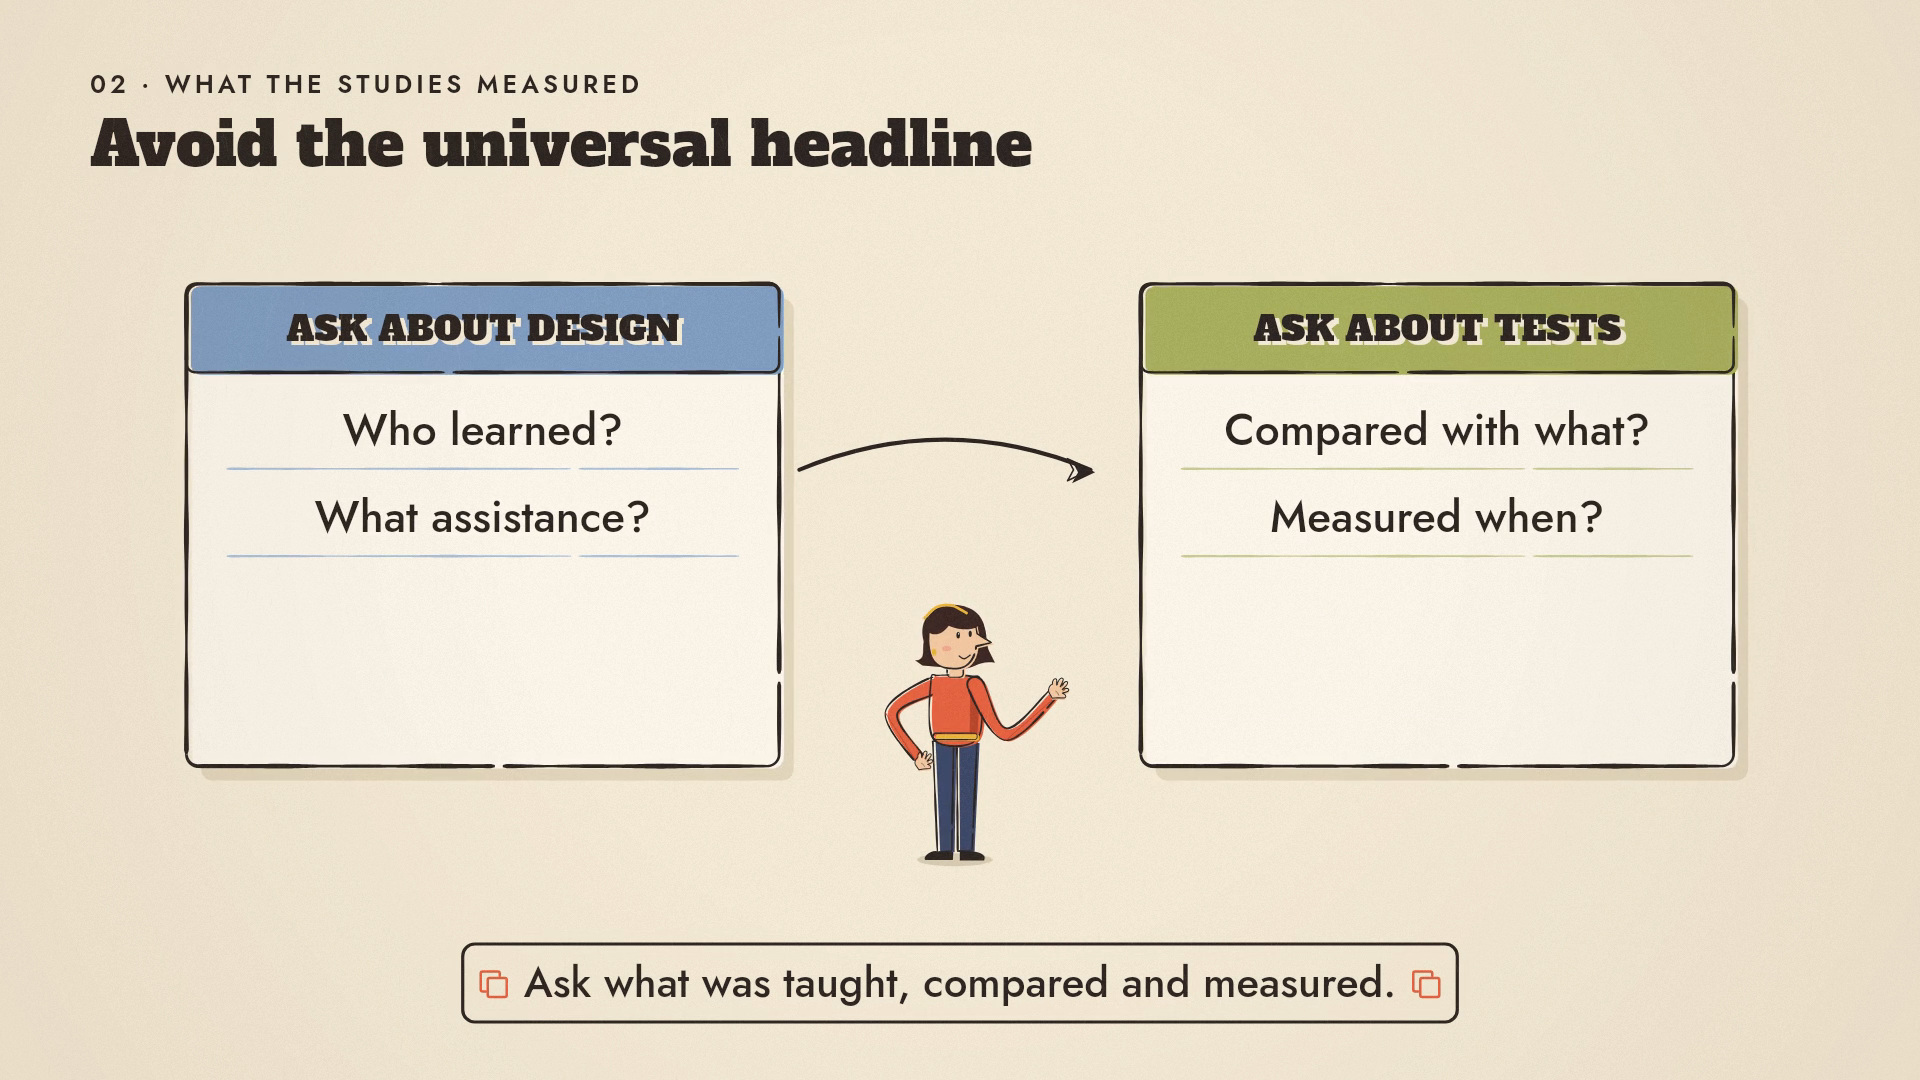 02 · WHAT THE STUDIES MEASURED
Avoid the universal headline
ASK ABOUT DESIGN
Who learned?
What assistance?
ASK ABOUT TESTS
Compared with what?
Measured when?
Ask what was taught, compared and measured.